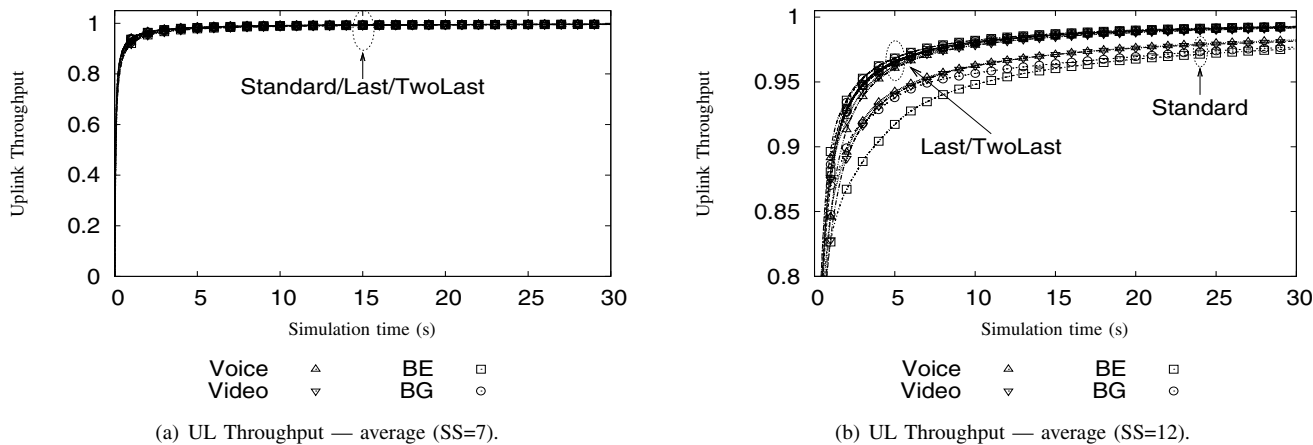 1.2
1
0.8
0.6
0.4
0.2
0
Uplink Throughput
Standard/Last/TwoLast
0 5 10 15 20 25 30
Simulation time (s)
Voice BE
Video BG
(a) UL Throughput — average (SS=7).
1
0.95
0.9
0.85
0.8
Uplink Throughput
Standard
Last/TwoLast
0 5 10 15 20 25 30
Simulation time (s)
Voice BE
Video BG
(b) UL Throughput — average (SS=12).